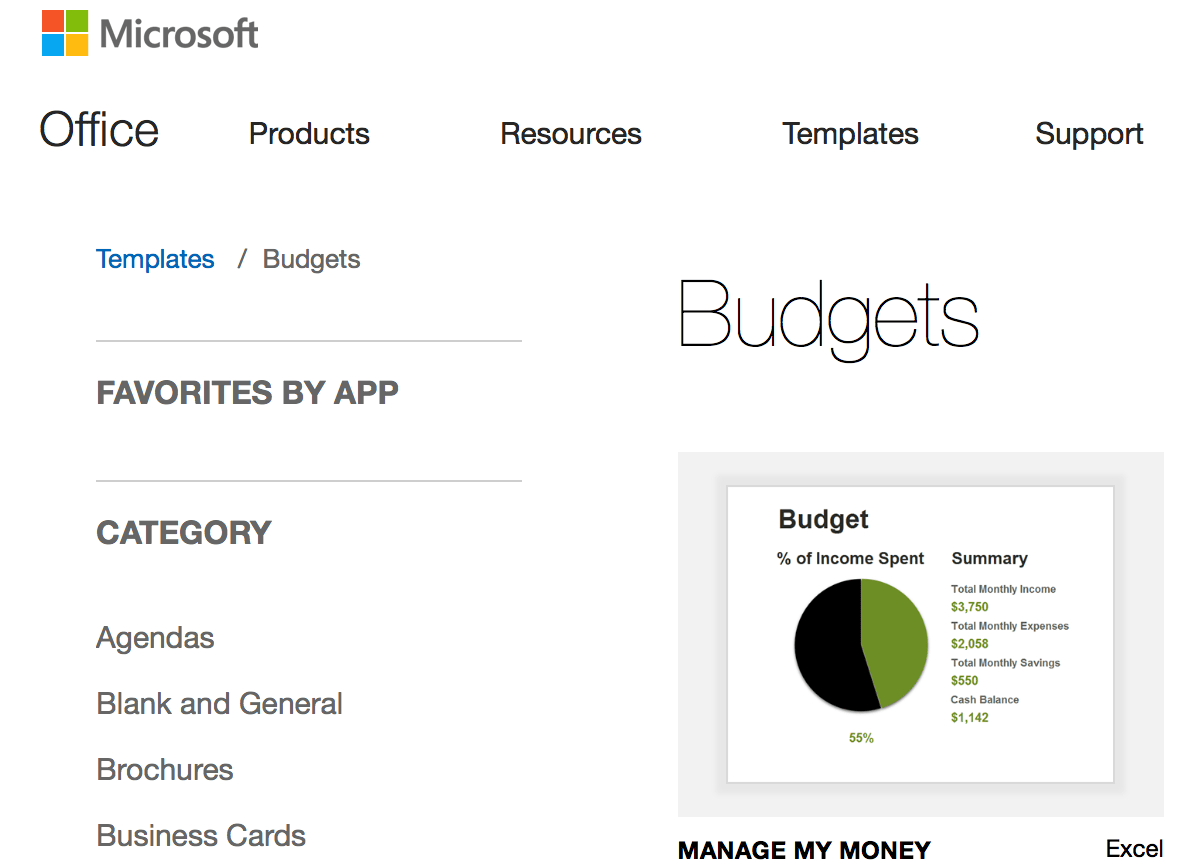 Microsoft
Office Products Resources Templates Support
Templates / Budgets
Budgets
FAVORITES BY APP
CATEGORY
Agendas
Blank and General
Brochures
Business Cards
Budget
% of Income Spent
55%
Summary
Total Monthly Income
$3,750
Total Monthly Expenses
$2,058
Total Monthly Savings
$550
Cash Balance
$1,142
MANAGE MY MONEY Excel